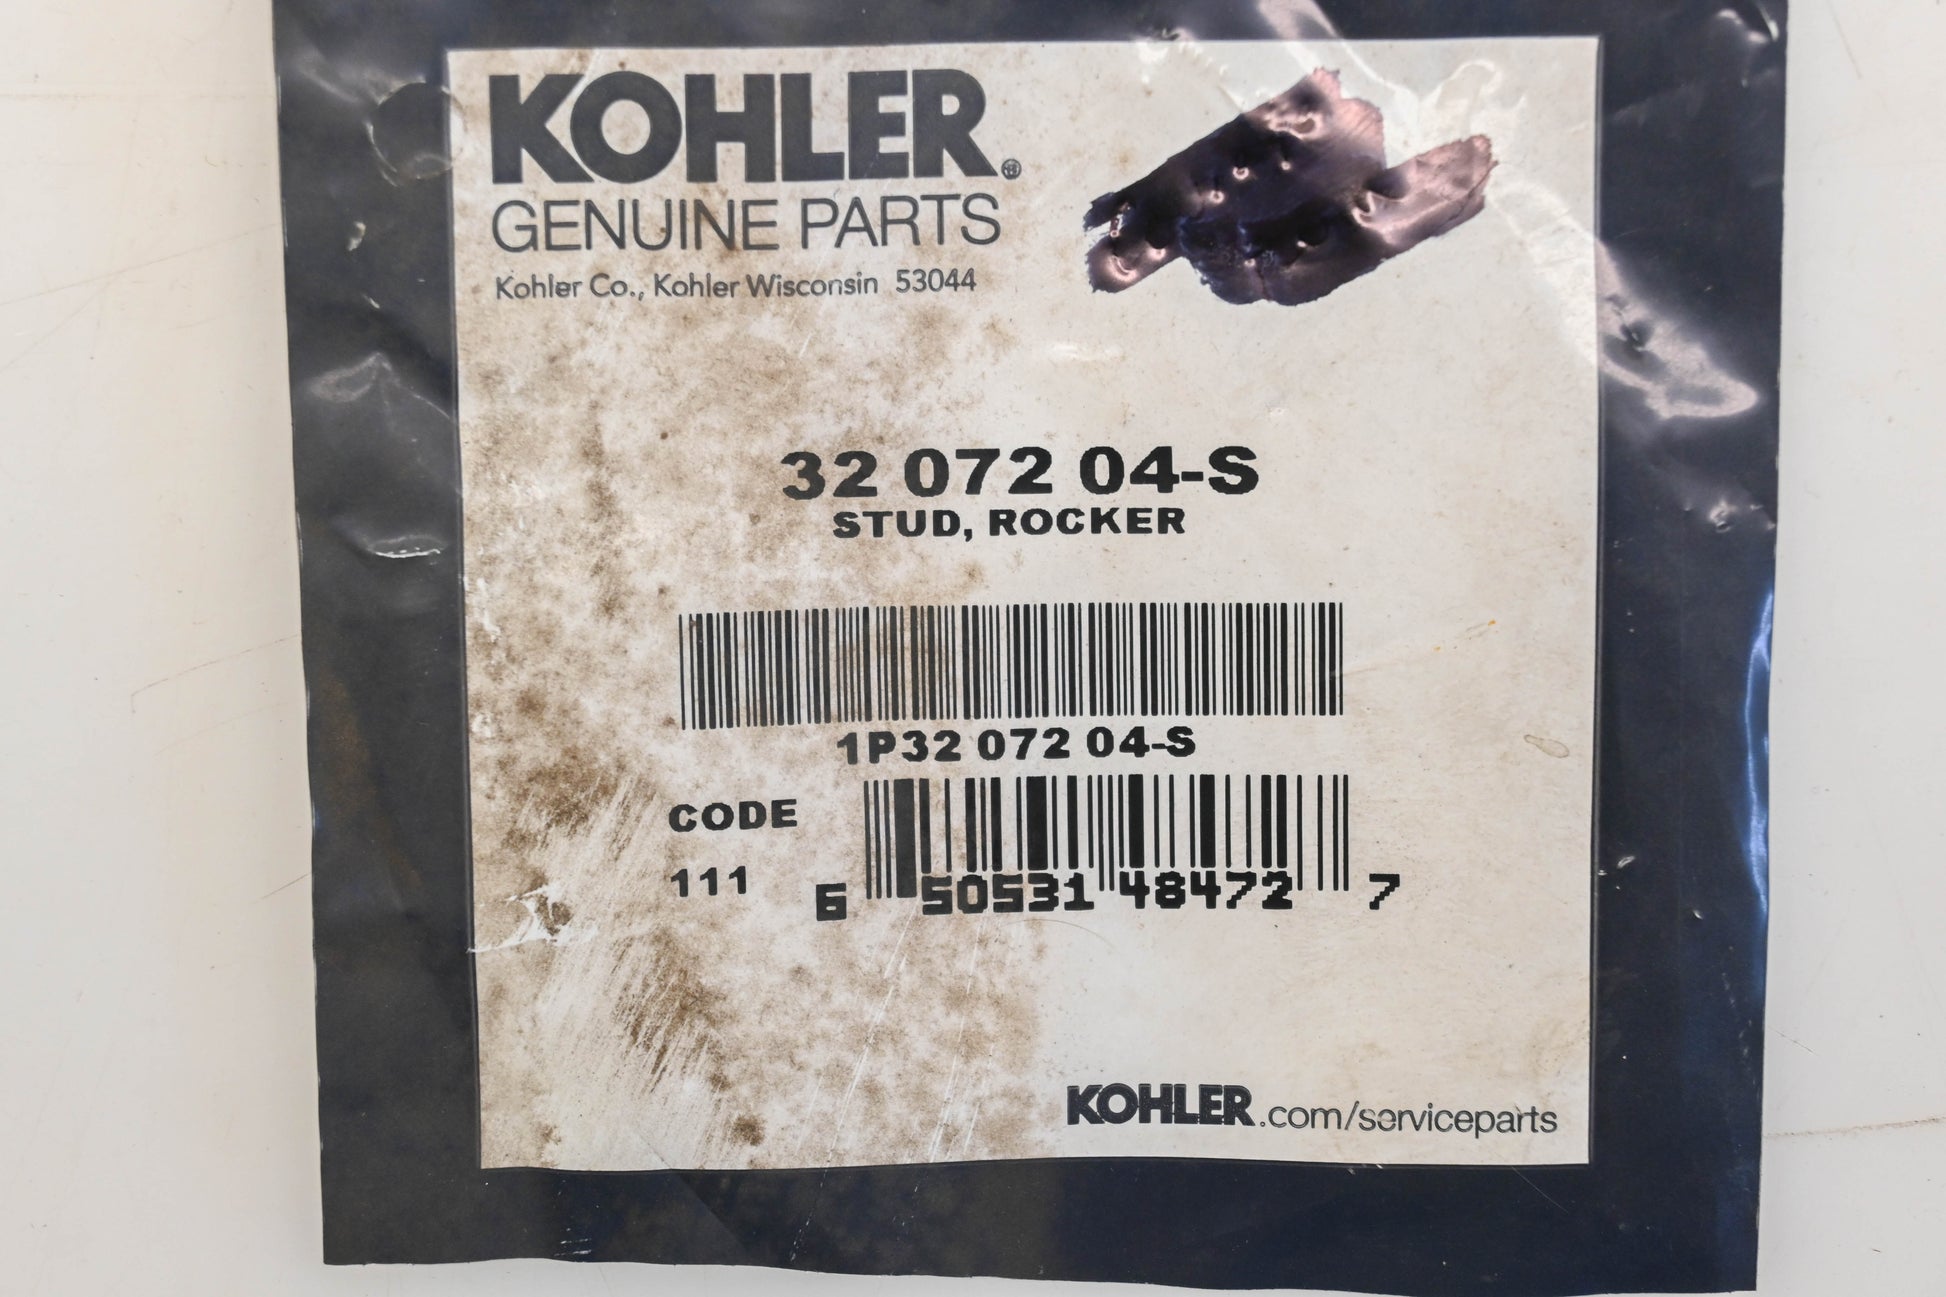 KOHLER®
GENUINE PARTS
Kohler Co., Kohler Wisconsin 53044
32 072 04-S
STUD, ROCKER
1P32 072 04-S
CODE
111
6 50531 48472 7
KOHLER.com/serviceparts